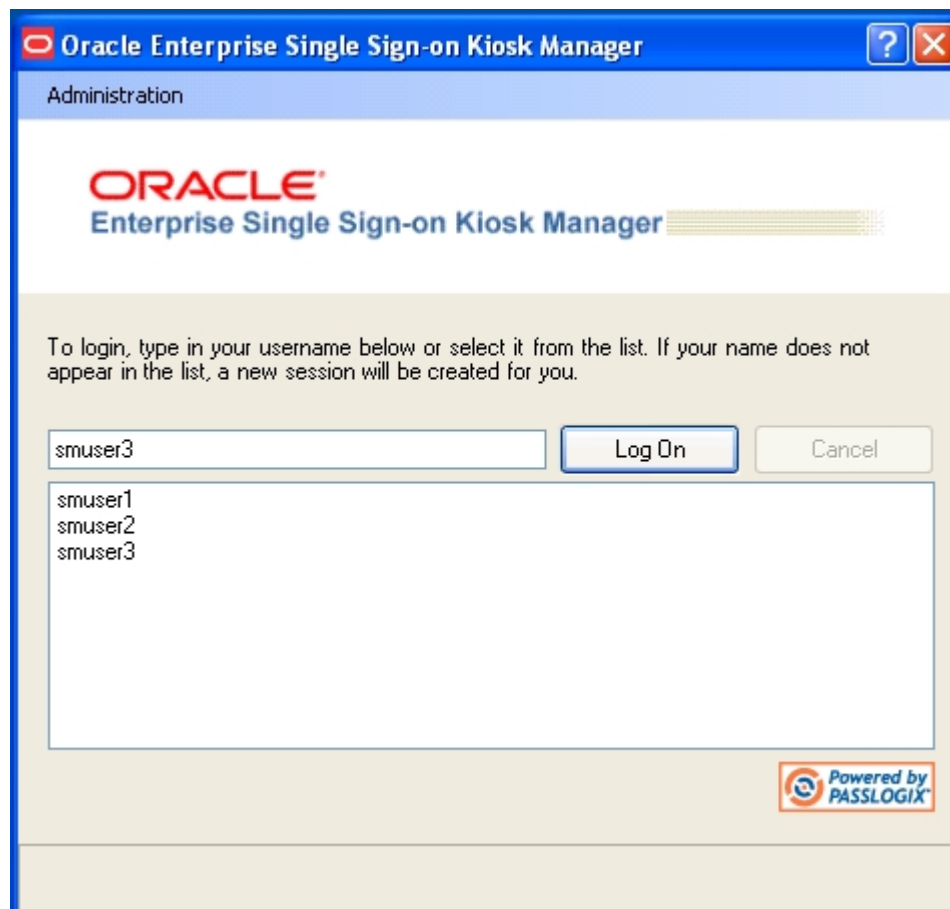 Oracle Enterprise Single Sign-on Kiosk Manager
Administration
ORACLE
Enterprise Single Sign-on Kiosk Manager
To login, type in your username below or select it from the list. If your name does not
appear in the list, a new session will be created for you.
smuser3 Log On Cancel
smuser1
smuser2
smuser3
Powered by
PASSLOGIX